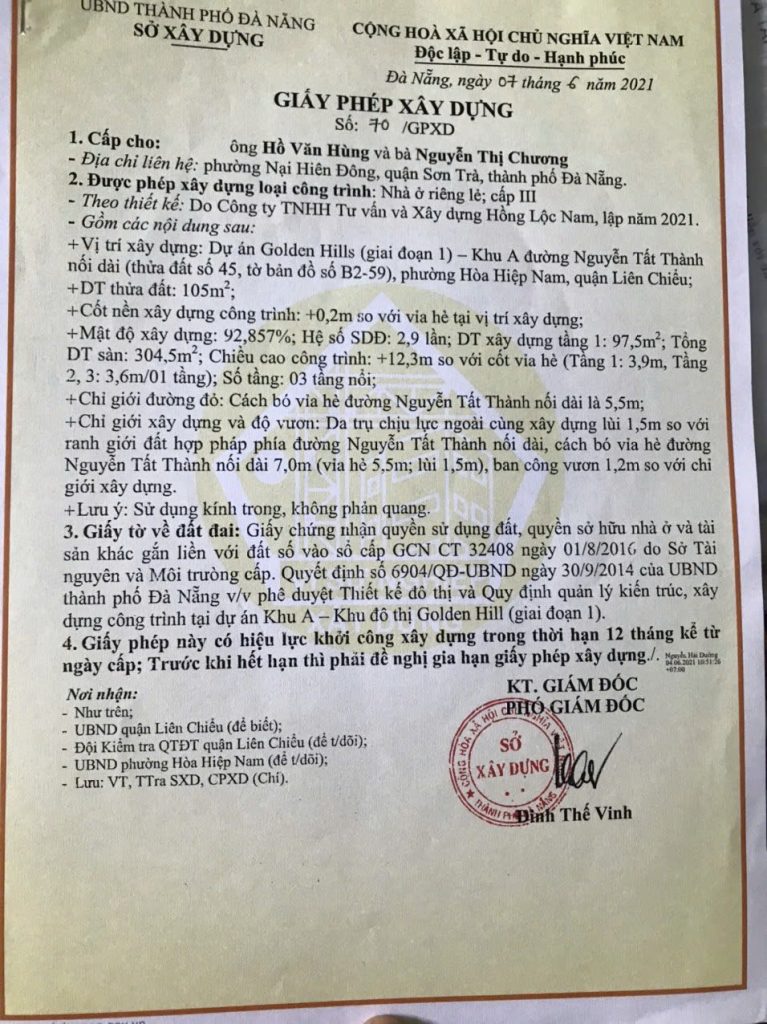 UBND THÀNH PHỐ ĐÀ NẴNG
SỞ XÂY DỰNG
CỘNG HOÀ XÃ HỘI CHỦ NGHĨA VIỆT NAM
Độc lập - Tự do - Hạnh phúc
Đà Nẵng, ngày 07 tháng 6 năm 2021
GIẤY PHÉP XÂY DỰNG
Số: 70 /GPXD
1. Cấp cho: ông Hồ Văn Hùng và bà Nguyễn Thị Chương
- Địa chỉ liên hệ: phường Nại Hiên Đông, quận Sơn Trà, thành phố Đà Nẵng.
2. Được phép xây dựng loại công trình: Nhà ở riêng lẻ; cấp III
- Theo thiết kế: Do Công ty TNHH Tư vấn và Xây dựng Hồng Lộc Nam, lập năm 2021.
- Gồm các nội dung sau:
+Vị trí xây dựng: Dự án Golden Hills (giai đoạn 1) – Khu A đường Nguyễn Tất Thành
nối dài (thửa đất số 45, tờ bản đồ số B2-59), phường Hòa Hiệp Nam, quận Liên Chiểu;
+DT thửa đất: 105m²;
+Cốt nền xây dựng công trình: +0,2m so với vỉa hè tại vị trí xây dựng;
+Mật độ xây dựng: 92,857%; Hệ số SDĐ: 2,9 lần; DT xây dựng tầng 1: 97,5m²; Tổng
DT sàn: 304,5m²; Chiều cao công trình: +12,3m so với cốt vỉa hè (Tầng 1: 3,9m, Tầng
2, 3: 3,6m/01 tầng); Số tầng: 03 tầng nổi;
+Chỉ giới đường đỏ: Cách bó vỉa hè đường Nguyễn Tất Thành nối dài là 5,5m;
+Chỉ giới xây dựng và độ vươn: Da trụ chịu lực ngoài cùng xây dựng lùi 1,5m so với
ranh giới đất hợp pháp phía đường Nguyễn Tất Thành nối dài, cách bó vỉa hè đường
Nguyễn Tất Thành nối dài 7,0m (vỉa hè 5,5m; lùi 1,5m), ban công vươn 1,2m so với chỉ
giới xây dựng.
+Lưu ý: Sử dụng kính trong, không phản quang.
3. Giấy tờ về đất đai: Giấy chứng nhận quyền sử dụng đất, quyền sở hữu nhà ở và tài
sản khác gắn liền với đất số vào sổ cấp GCN CT 32408 ngày 01/8/2016 do Sở Tài
nguyên và Môi trường cấp. Quyết định số 6904/QĐ-UBND ngày 30/9/2014 của UBND
thành phố Đà Nẵng v/v phê duyệt Thiết kế đô thị và Quy định quản lý kiến trúc, xây
dựng công trình tại dự án Khu A – Khu đô thị Golden Hill (giai đoạn 1).
4. Giấy phép này có hiệu lực khởi công xây dựng trong thời hạn 12 tháng kể từ
ngày cấp; Trước khi hết hạn thì phải đề nghị gia hạn giấy phép xây dựng./.
Nguyễn Hải Dương
04.06.2021 10:51:26
+07:00
Nơi nhận:
- Như trên;
- UBND quận Liên Chiểu (để biết);
- Đội Kiểm tra QTĐT quận Liên Chiểu (để t/dõi);
- UBND phường Hòa Hiệp Nam (để t/dõi);
- Lưu: VT, TTra SXD, CPXD (Chí).
KT. GIÁM ĐỐC
PHÓ GIÁM ĐỐC
CỘNG HÒA XÃ HỘI CHỦ NGHĨA VIỆT NAM
SỞ
XÂY DỰNG
THÀNH PHỐ ĐÀ NẴNG
Đinh Thế Vinh